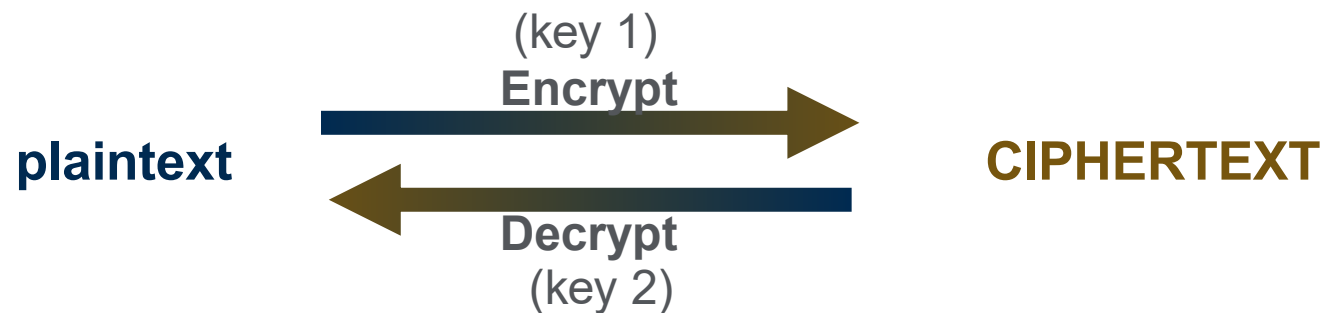 (key 1)
Encrypt
plaintext
CIPHERTEXT
Decrypt
(key 2)